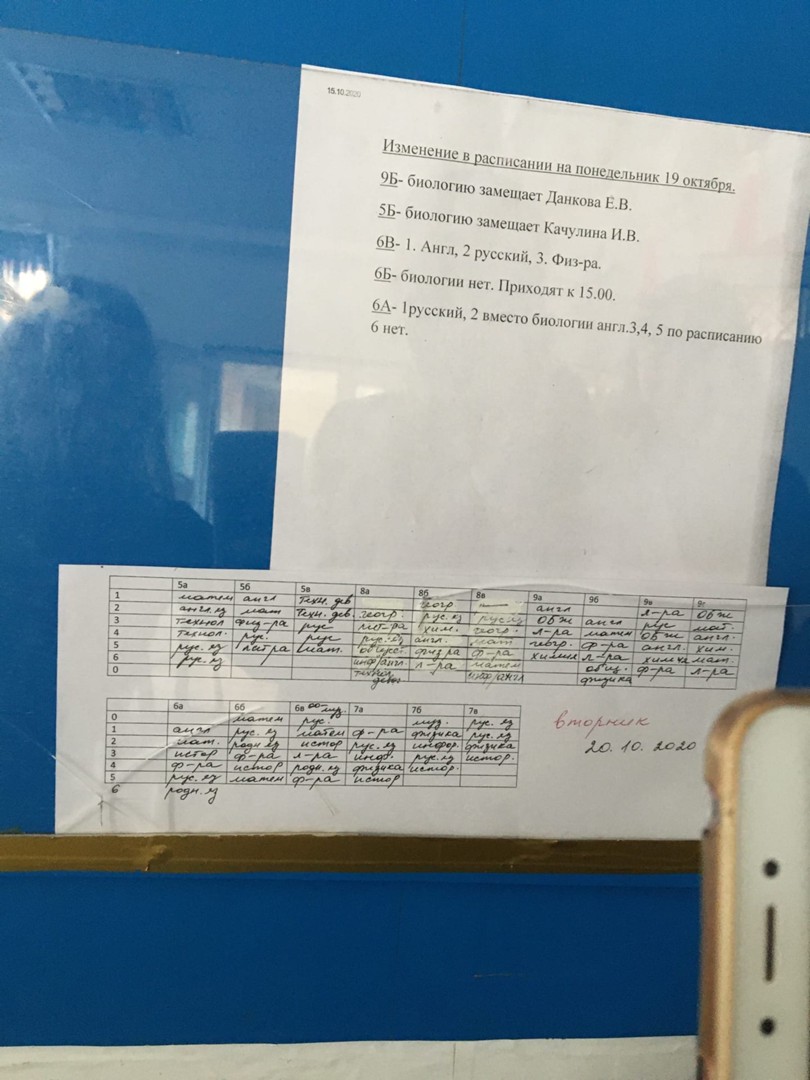 15.10.2020
Изменение в расписании на понедельник 19 октября.
9Б- биологию замещает Данкова Е.В.
5Б- биологию замещает Качулина И.В.
6В- 1. Англ, 2 русский, 3. Физ-ра.
6Б- биологии нет. Приходят к 15.00.
6А- 1русский, 2 вместо биологии англ.3,4, 5 по расписанию
6 нет.
5а 5б 5в 8а 8б 8в 9а 9б 9в 9г
1 матем англ техн. дев геогр — англ л-ра ОБЖ
2 англ.яз мат техн. дев. геогр рус.яз рус.яз ОБЖ англ рус мат.
3 технол физ-ра рус лит-ра хим. геогр. л-ра матем ОБЖ англ.
4 технол. рус. рус рус.яз англ. мат геогр. ф-ра англ. хим.
5 рус.яз лит ра мат. общес. физ ра ф-ра химия л-ра химия мат.
6 рус.яз инф/англ л-ра матем общ. ф-ра л-ра
0 технол девоч инф/англ физика
6а 6б 6в 7а 7б 7в
0 матем рус. муз. рус.яз
1 англ рус.яз матем ф-ра физика рус.яз
2 мат. родн.яз истор рус.яз инфор. физика
3 истор ф-ра л-ра инф. рус.яз истор.
4 ф-ра истор родн.яз физика истор.
5 рус.яз матем ф-ра истор
6 родн.яз
вторник
20.10.2020